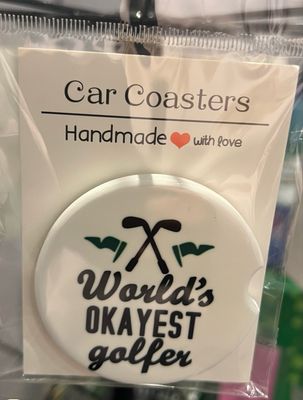 Car Coasters
Handmade with love
World's
OKAYEST
golfer